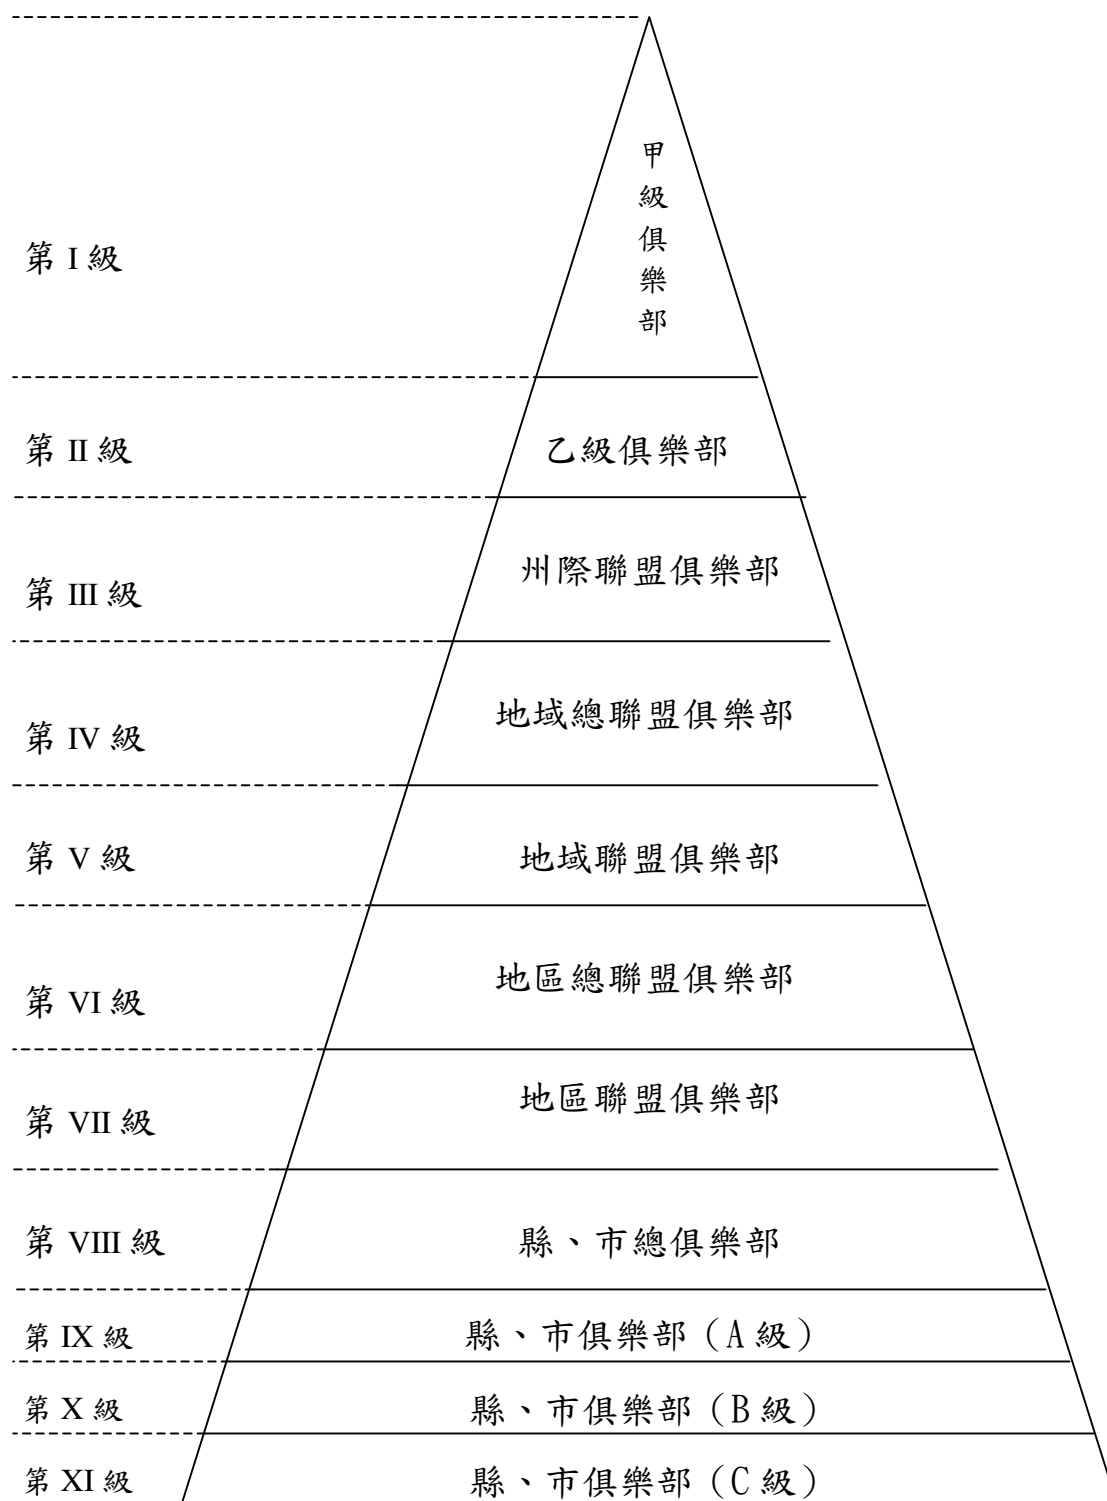 甲級俱樂部
第 I 級
第 II 級
乙級俱樂部
州際聯盟俱樂部
第 III 級
地域總聯盟俱樂部
第 IV 級
第 V 級
地域聯盟俱樂部
地區總聯盟俱樂部
第 VI 級
地區聯盟俱樂部
第 VII 級
第 VIII 級
縣、市總俱樂部
第 IX 級
縣、市俱樂部（A 級）
第 X 級
縣、市俱樂部（B 級）
第 XI 級
縣、市俱樂部（C 級）